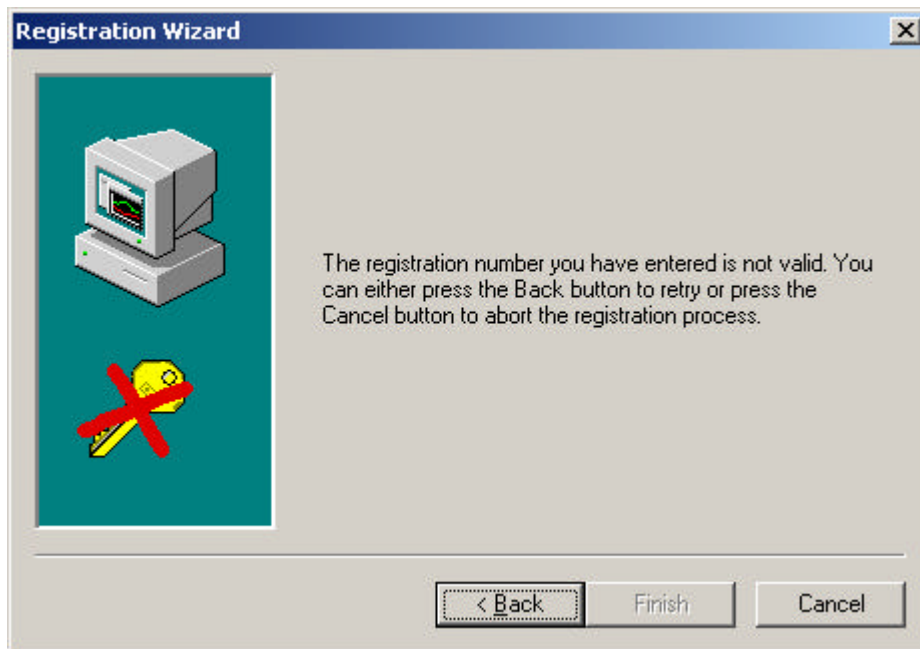 Registration Wizard
The registration number you have entered is not valid. You
can either press the Back button to retry or press the
Cancel button to abort the registration process.
< Back
Finish
Cancel